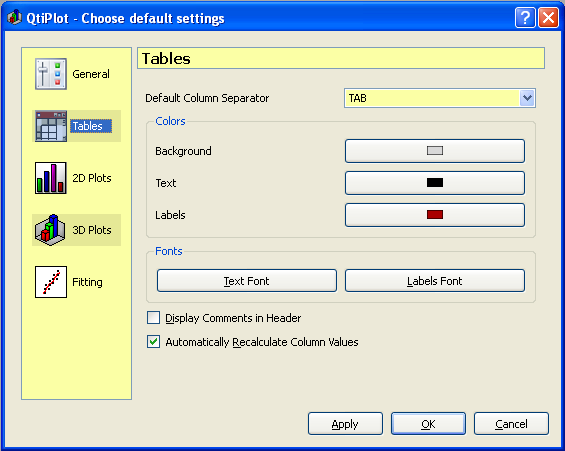 QtiPlot - Choose default settings
General
Tables
2D Plots
3D Plots
Fitting
Tables
Default Column Separator
TAB
Colors
Background
Text
Labels
Fonts
Text Font
Labels Font
Display Comments in Header
Automatically Recalculate Column Values
Apply
OK
Cancel